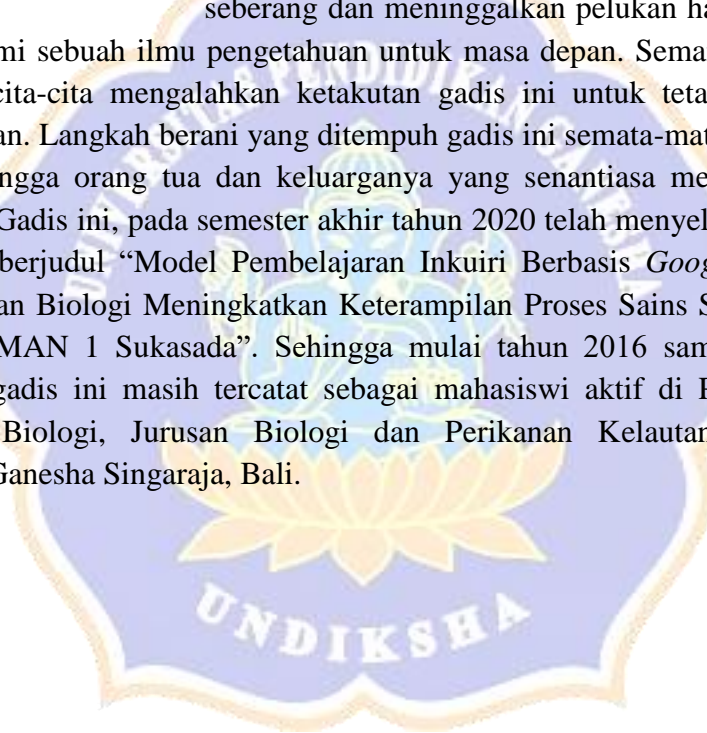 seberang dan meninggalkan pelukan ha
mi sebuah ilmu pengetahuan untuk masa depan. Sema
cita-cita mengalahkan ketakutan gadis ini untuk teta
an. Langkah berani yang ditempuh gadis ini semata-mat
ngga orang tua dan keluarganya yang senantiasa me
Gadis ini, pada semester akhir tahun 2020 telah menyel
berjudul “Model Pembelajaran Inkuiri Berbasis Goog
an Biologi Meningkatkan Keterampilan Proses Sains S
MAN 1 Sukasada”. Sehingga mulai tahun 2016 sam
gadis ini masih tercatat sebagai mahasiswi aktif di P
Biologi, Jurusan Biologi dan Perikanan Kelautan
Ganesha Singaraja, Bali.
UNIVERSITAS PENDIDIKAN GANESHA
UNDIKSHA